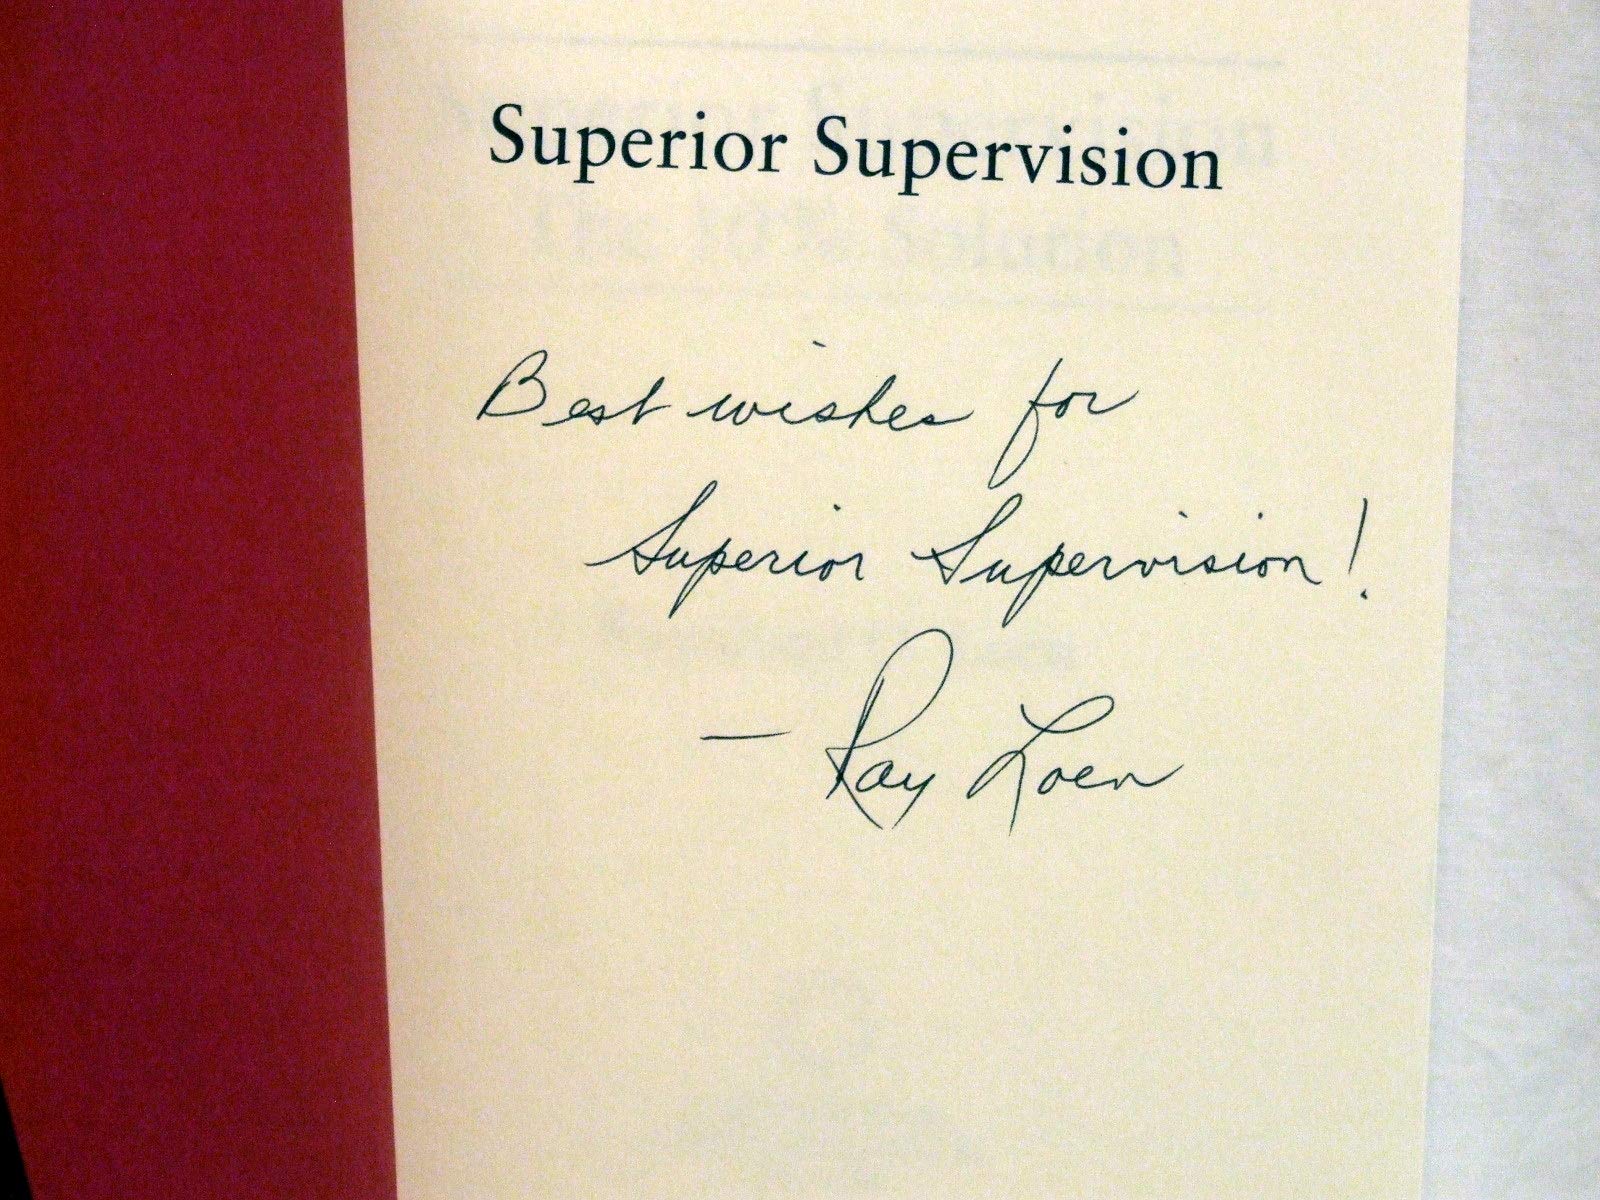 Superior Supervision
Best wishes for
Superior Supervision!
— Ray Loen